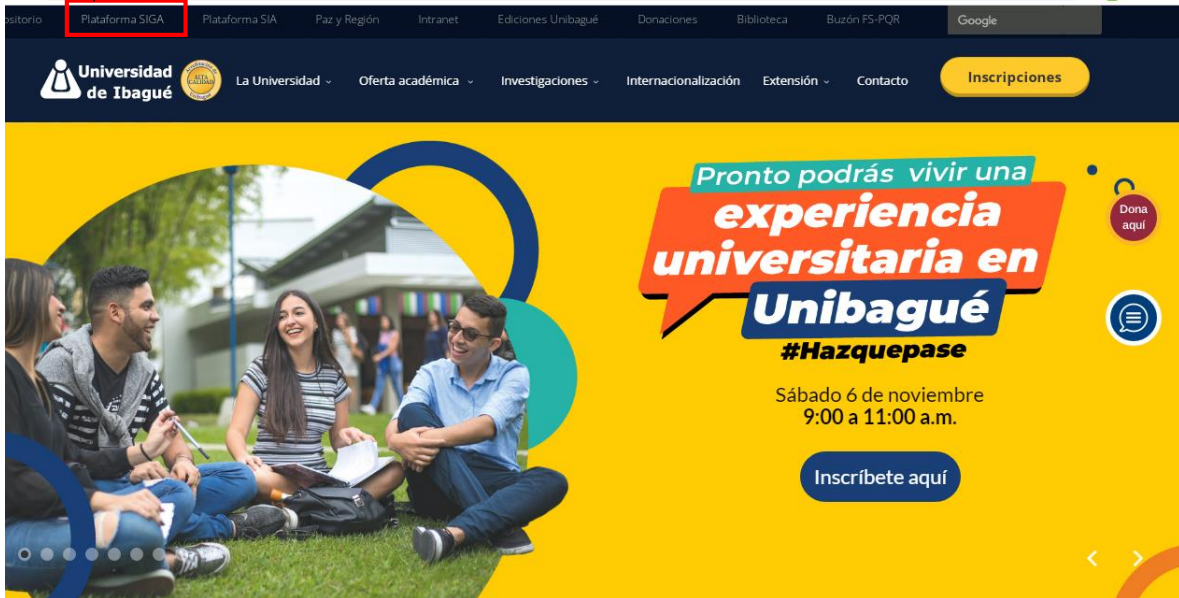 Plataforma SIGA
Plataforma SIA
Paz y Región
Intranet
Ediciones Unibagué
Donaciones
Biblioteca
Buzón FS-PQR
Google
Universidad
de Ibagué
ALTA
CALIDAD
La Universidad
Oferta académica
Investigaciones
Internacionalización
Extensión
Contacto
Inscripciones
Pronto podrás vivir una
experiencia
universitaria en
Unibagué
#Hazquepase
Sábado 6 de noviembre
9:00 a 11:00 a.m.
Inscríbete aquí
Dona
aquí